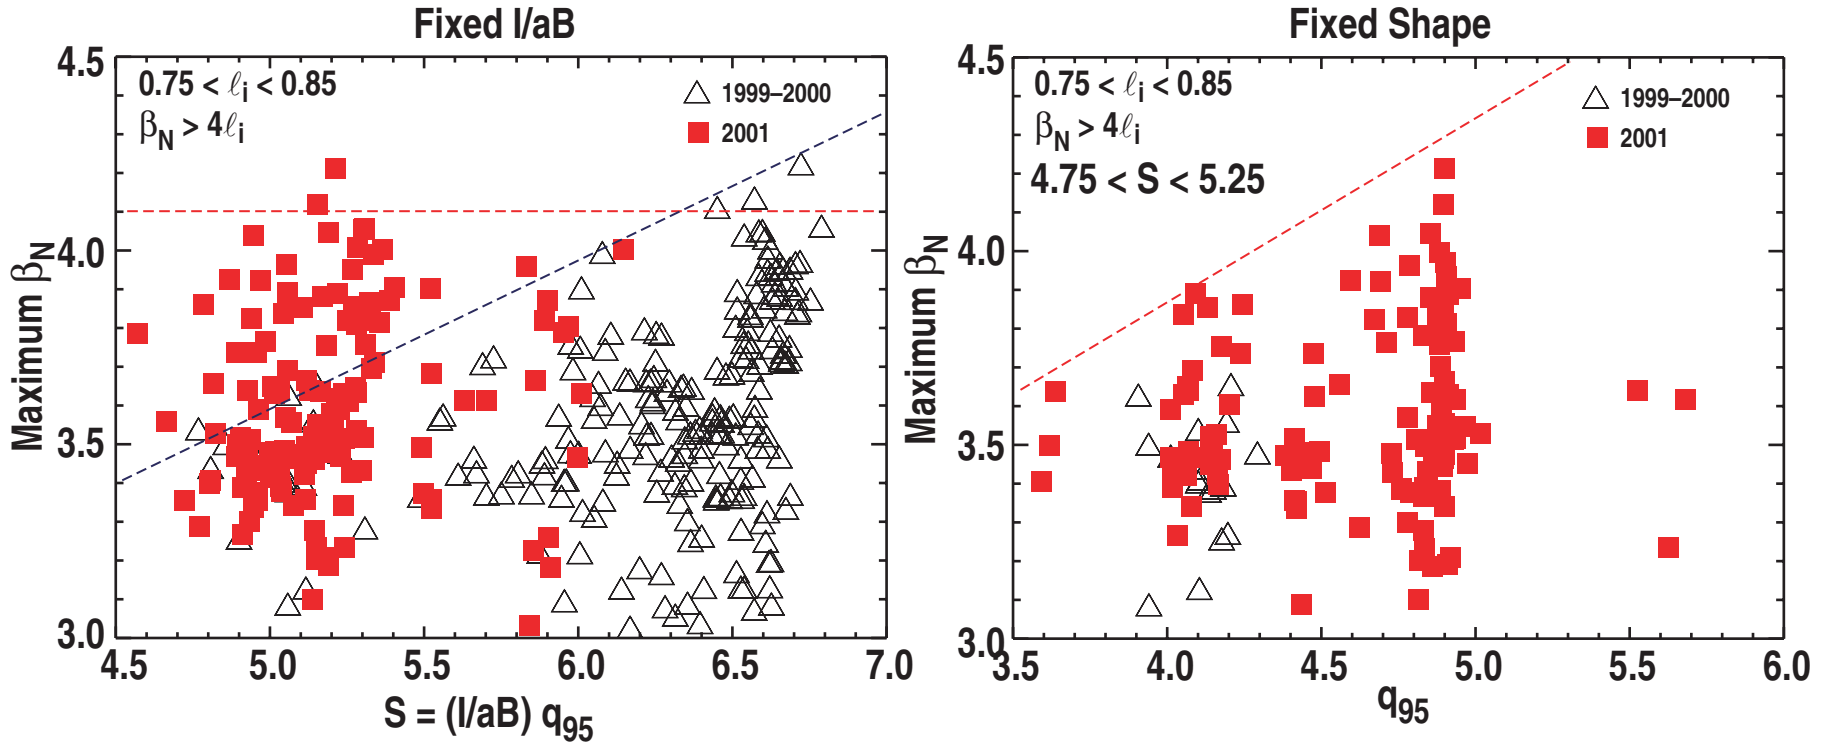 Fixed I/aB
4.5
4.0
3.5
3.0
Maximum βN
0.75 < ℓi < 0.85
βN > 4ℓi
1999–2000
2001
4.5 5.0 5.5 6.0 6.5 7.0
S = (I/aB) q95
Fixed Shape
4.5
4.0
3.5
3.0
Maximum βN
0.75 < ℓi < 0.85
βN > 4ℓi
4.75 < S < 5.25
1999–2000
2001
3.5 4.0 4.5 5.0 5.5 6.0
q95